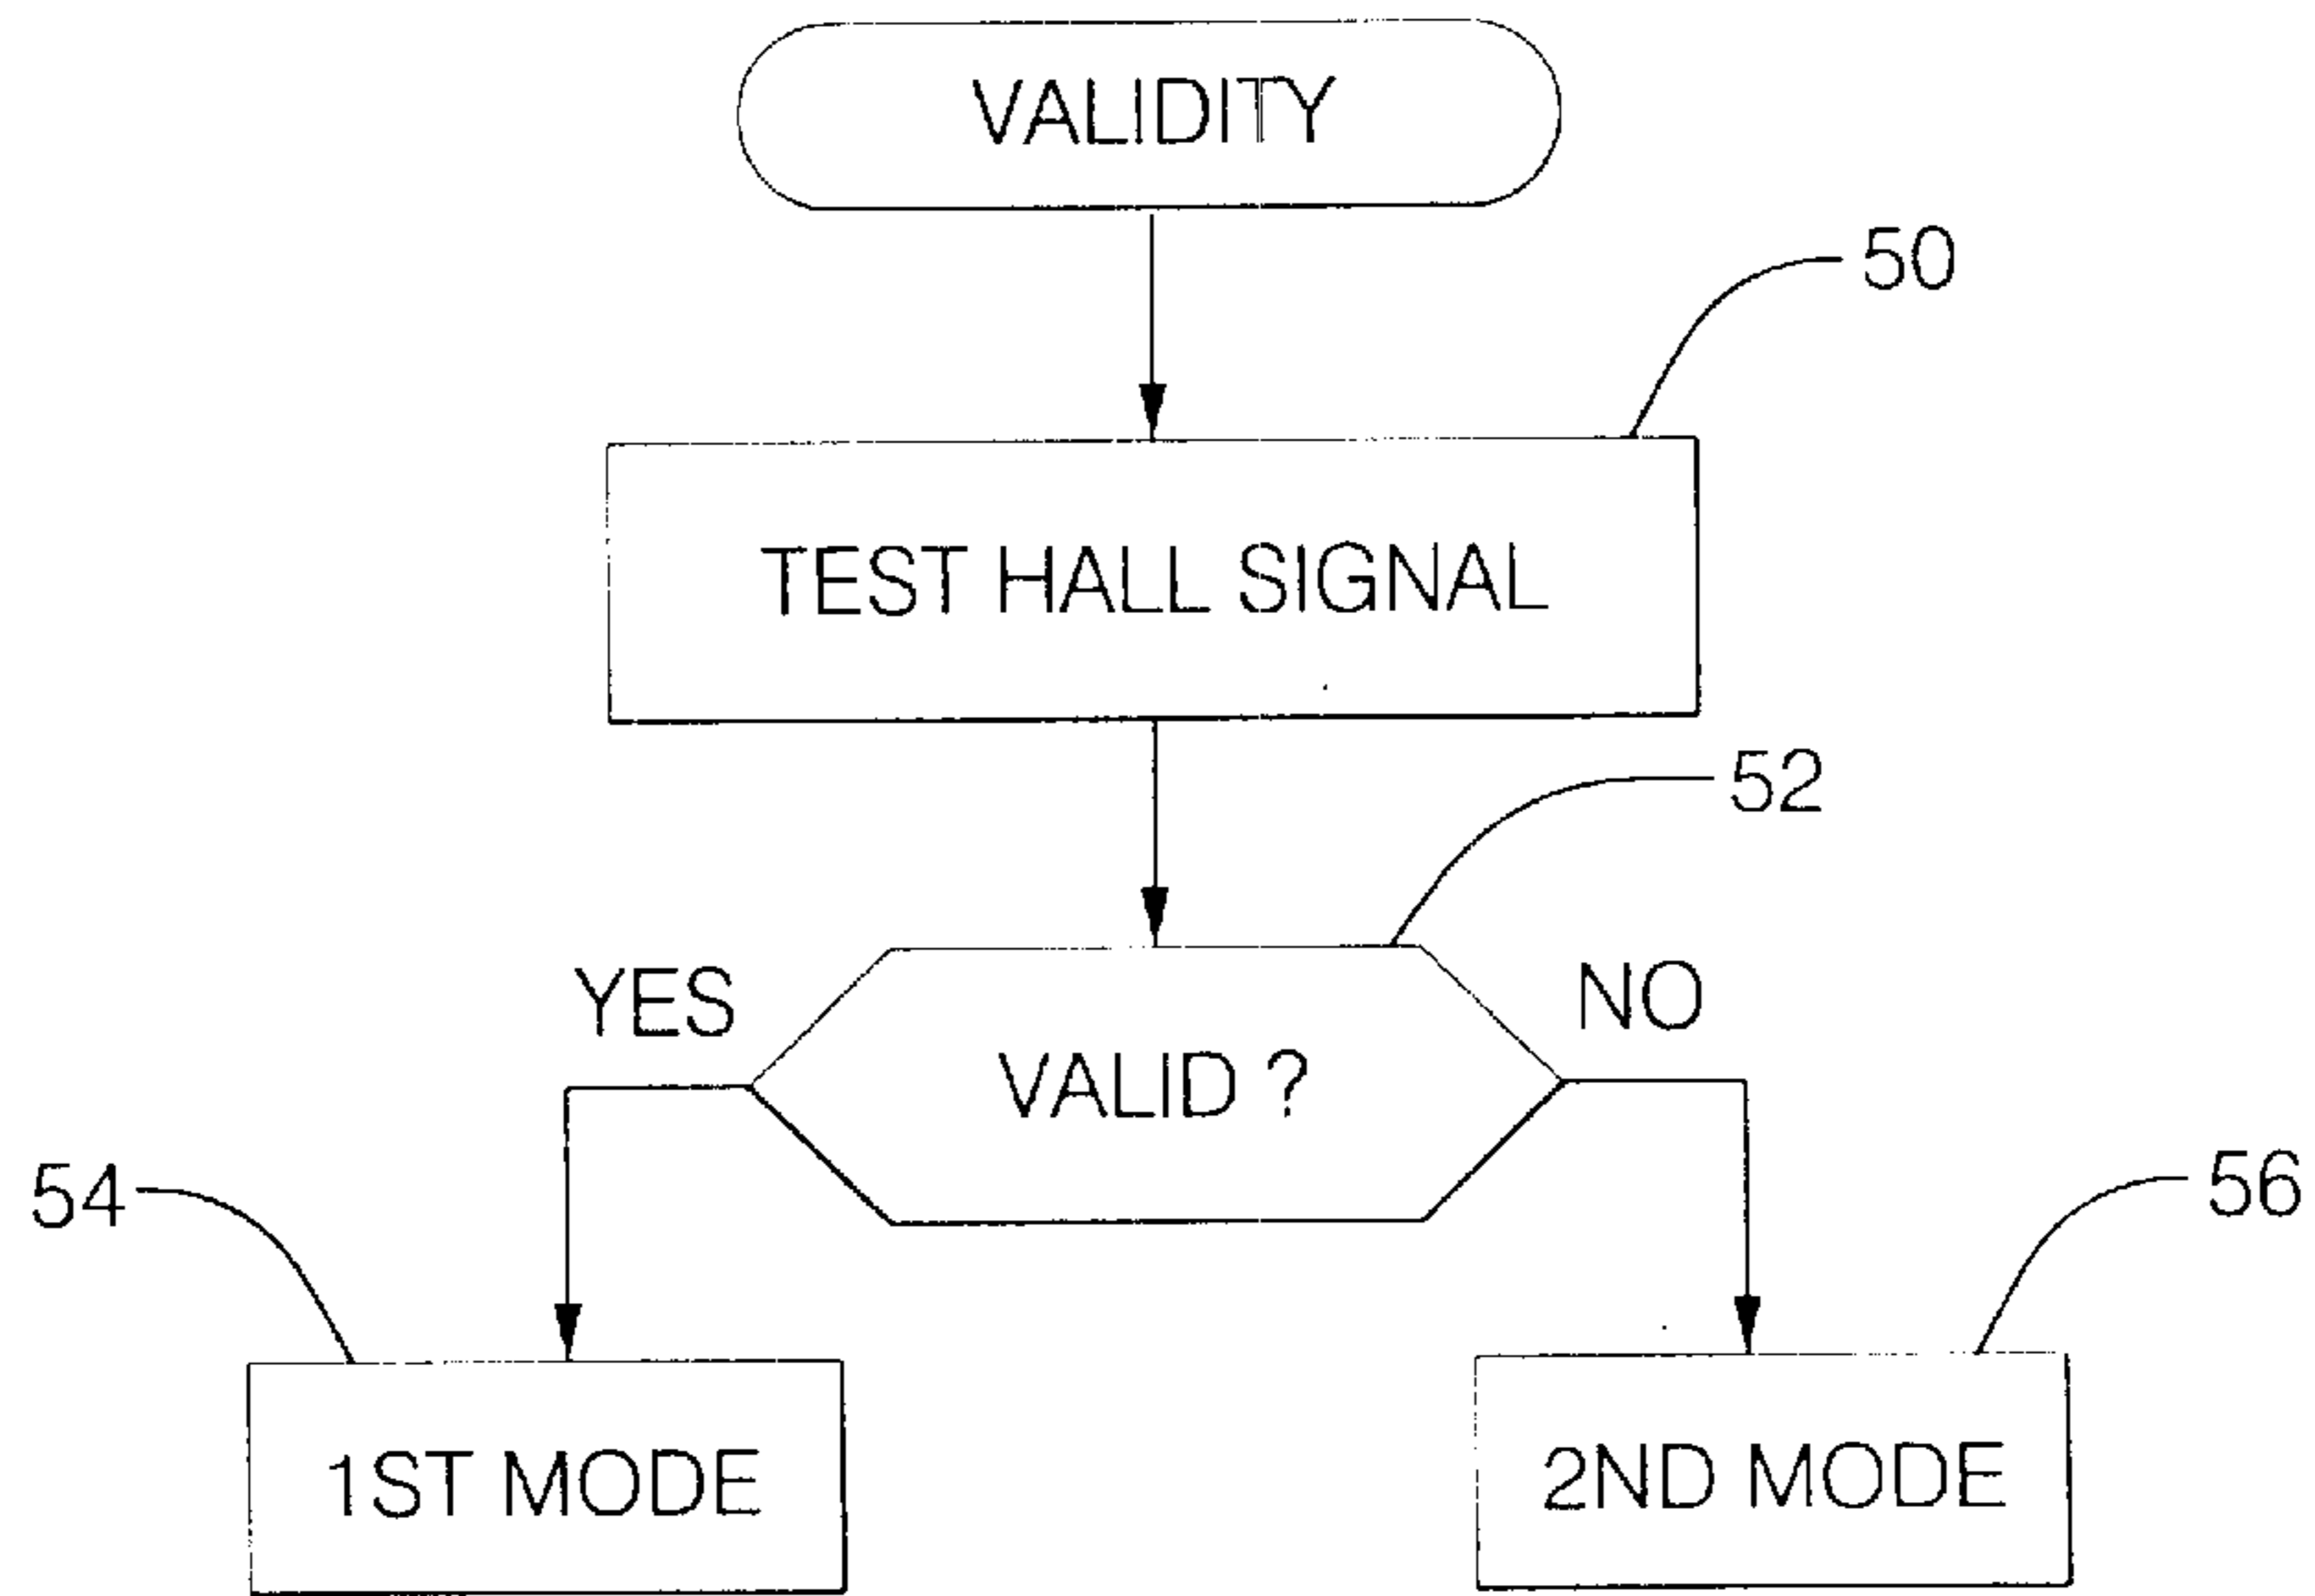 VALIDITY
50
TEST HALL SIGNAL
52
YES
NO
VALID ?
54
56
1ST MODE
2ND MODE